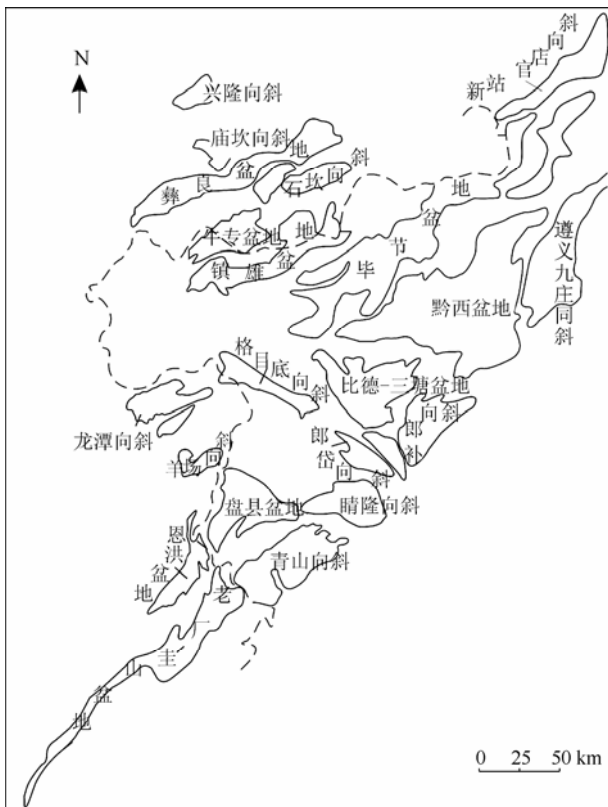 N
兴隆向斜
新站
官店向斜
庙坎向斜
彝良盆地
石坎向斜
牛专盆地
镇雄盆地
毕节盆地
遵义九庄同斜
黔西盆地
格目底向斜
比德-三塘盆地
龙潭向斜
郎岱向斜
郎补向斜
羊场向斜
盘县盆地
睛隆向斜
恩洪盆地
青山向斜
老厂
圭山盆地
0 25 50 km